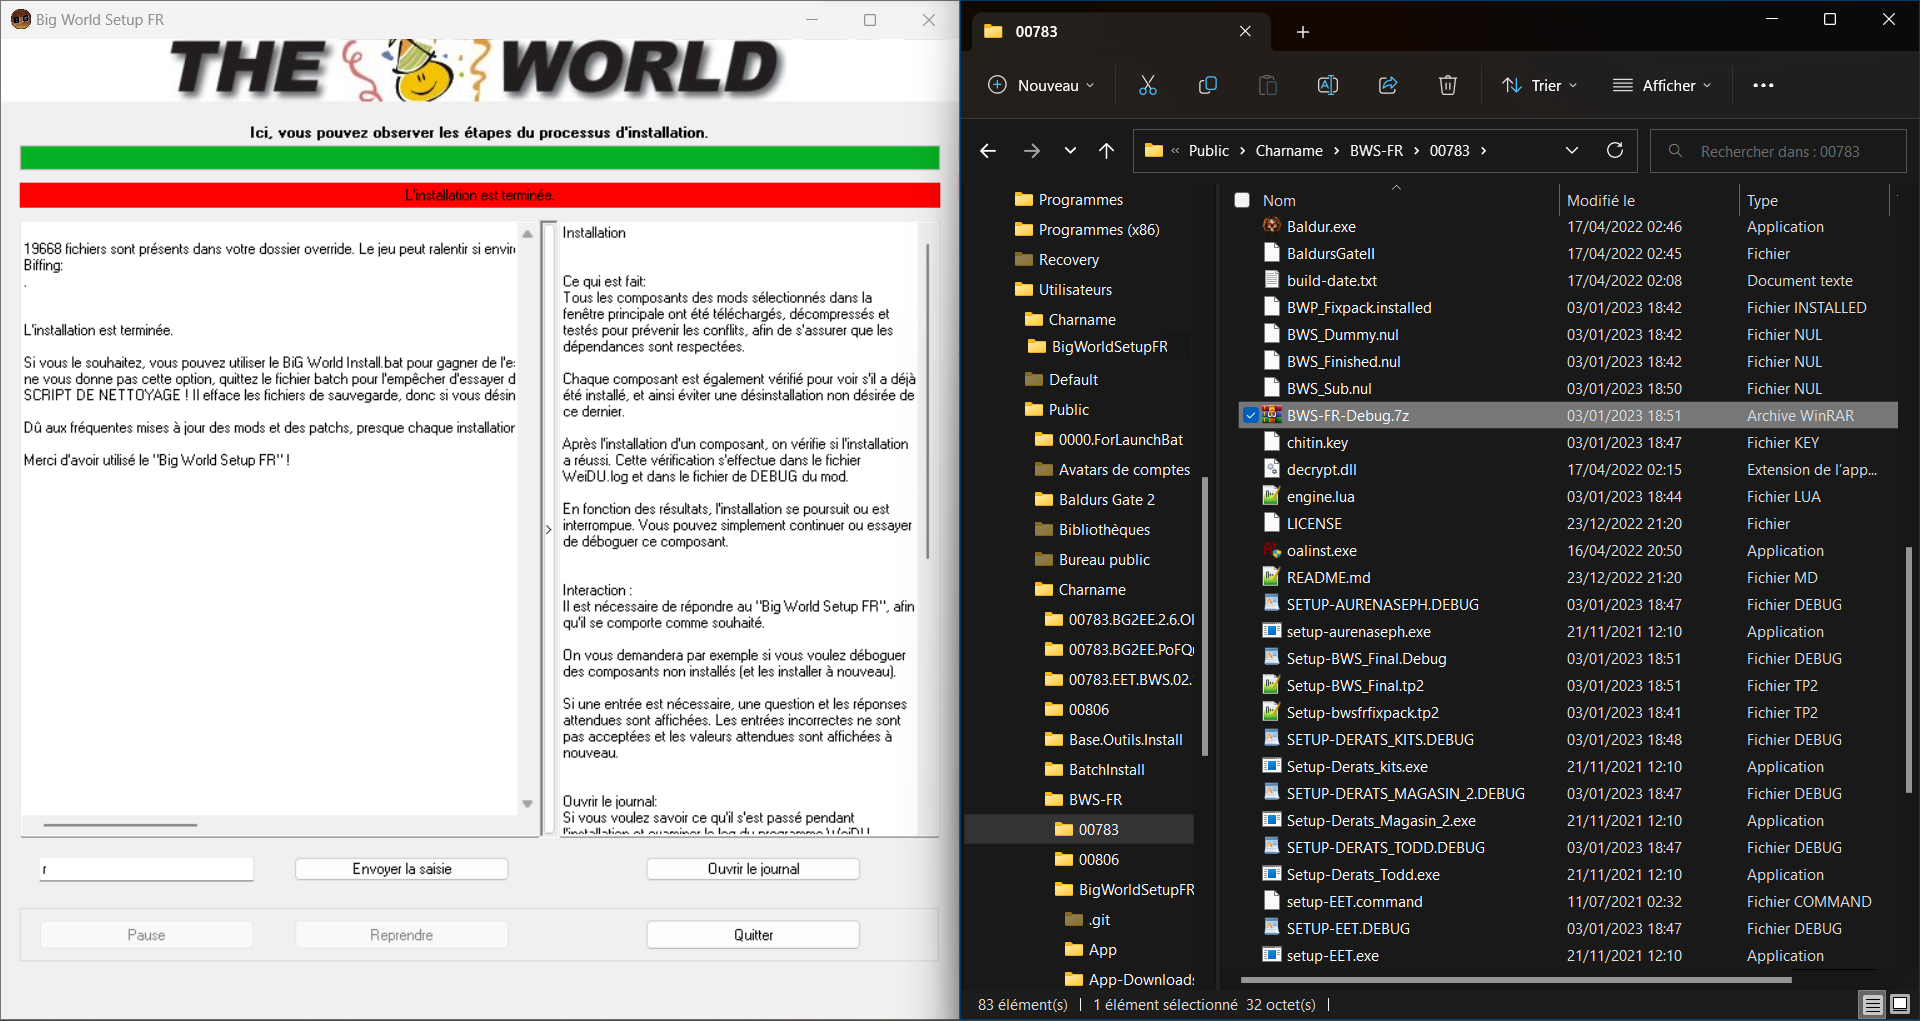 Big World Setup FR
THE WORLD
Ici, vous pouvez observer les étapes du processus d'installation.
L'installation est terminée.
19668 fichiers sont présents dans votre dossier override. Le jeu peut ralentir si envir
Biffing:
.
L'installation est terminée.
Si vous le souhaitez, vous pouvez utiliser le BiG World Install.bat pour gagner de l'e
ne vous donne pas cette option, quittez le fichier batch pour l'empêcher d'essayer d
SCRIPT DE NETTOYAGE ! Il efface les fichiers de sauvegarde, donc si vous désin
Dû aux fréquentes mises à jour des mods et des patchs, presque chaque installation
Merci d'avoir utilisé le "Big World Setup FR" !
Installation
Ce qui est fait:
Tous les composants des mods sélectionnés dans la
fenêtre principale ont été téléchargés, décompressés et
testés pour prévenir les conflits, afin de s'assurer que les
dépendances sont respectées.
Chaque composant est également vérifié pour voir s'il a déjà
été installé, et ainsi éviter une désinstallation non désirée de
ce dernier.
Après l'installation d'un composant, on vérifie si l'installation
a réussi. Cette vérification s'effectue dans le fichier
WeiDU.log et dans le fichier de DEBUG du mod.
En fonction des résultats, l'installation se poursuit ou est
interrompue. Vous pouvez simplement continuer ou essayer
de déboguer ce composant.
Interaction :
Il est nécessaire de répondre au "Big World Setup FR", afin
qu'il se comporte comme souhaité.
On vous demandera par exemple si vous voulez déboguer
des composants non installés (et les installer à nouveau).
Si une entrée est nécessaire, une question et les réponses
attendues sont affichées. Les entrées incorrectes ne sont
pas acceptées et les valeurs attendues sont affichées à
nouveau.
Ouvrir le journal:
Si vous voulez savoir ce qu'il s'est passé pendant
l'installation et examiner le log du programme WeiDU
r
Envoyer la saisie
Ouvrir le journal
Pause
Reprendre
Quitter
00783
Nouveau
Trier
Afficher
« Public > Charname > BWS-FR > 00783 >
Rechercher dans : 00783
Programmes
Programmes (x86)
Recovery
Utilisateurs
Charname
BigWorldSetupFR
Default
Public
0000.ForLaunchBat
Avatars de comptes
Baldurs Gate 2
Bibliothèques
Bureau public
Charname
00783.BG2EE.2.6.O
00783.BG2EE.PoFQ
00783.EET.BWS.02.
00806
Base.Outils.Install
BatchInstall
BWS-FR
00783
00806
BigWorldSetupFR
.git
App
App-Downloads
Nom Modifié le Type
Baldur.exe 17/04/2022 02:46 Application
BaldursGateII 17/04/2022 02:45 Fichier
build-date.txt 17/04/2022 02:08 Document texte
BWP_Fixpack.installed 03/01/2023 18:42 Fichier INSTALLED
BWS_Dummy.nul 03/01/2023 18:42 Fichier NUL
BWS_Finished.nul 03/01/2023 18:42 Fichier NUL
BWS_Sub.nul 03/01/2023 18:50 Fichier NUL
BWS-FR-Debug.7z 03/01/2023 18:51 Archive WinRAR
chitin.key 03/01/2023 18:47 Fichier KEY
decrypt.dll 17/04/2022 02:15 Extension de l'app...
engine.lua 03/01/2023 18:44 Fichier LUA
LICENSE 23/12/2022 21:20 Fichier
oalinst.exe 16/04/2022 20:50 Application
README.md 23/12/2022 21:20 Fichier MD
SETUP-AURENASEPH.DEBUG 03/01/2023 18:47 Fichier DEBUG
setup-aurenaseph.exe 21/11/2021 12:10 Application
Setup-BWS_Final.Debug 03/01/2023 18:51 Fichier DEBUG
Setup-BWS_Final.tp2 03/01/2023 18:51 Fichier TP2
Setup-bwsfrfixpack.tp2 03/01/2023 18:41 Fichier TP2
SETUP-DERATS_KITS.DEBUG 03/01/2023 18:48 Fichier DEBUG
Setup-Derats_kits.exe 21/11/2021 12:10 Application
SETUP-DERATS_MAGASIN_2.DEBUG 03/01/2023 18:47 Fichier DEBUG
Setup-Derats_Magasin_2.exe 21/11/2021 12:10 Application
SETUP-DERATS_TODD.DEBUG 03/01/2023 18:47 Fichier DEBUG
Setup-Derats_Todd.exe 21/11/2021 12:10 Application
setup-EET.command 11/07/2021 02:32 Fichier COMMAND
SETUP-EET.DEBUG 03/01/2023 18:47 Fichier DEBUG
setup-EET.exe 21/11/2021 12:10 Application
83 élément(s) | 1 élément sélectionné 32 octet(s) |